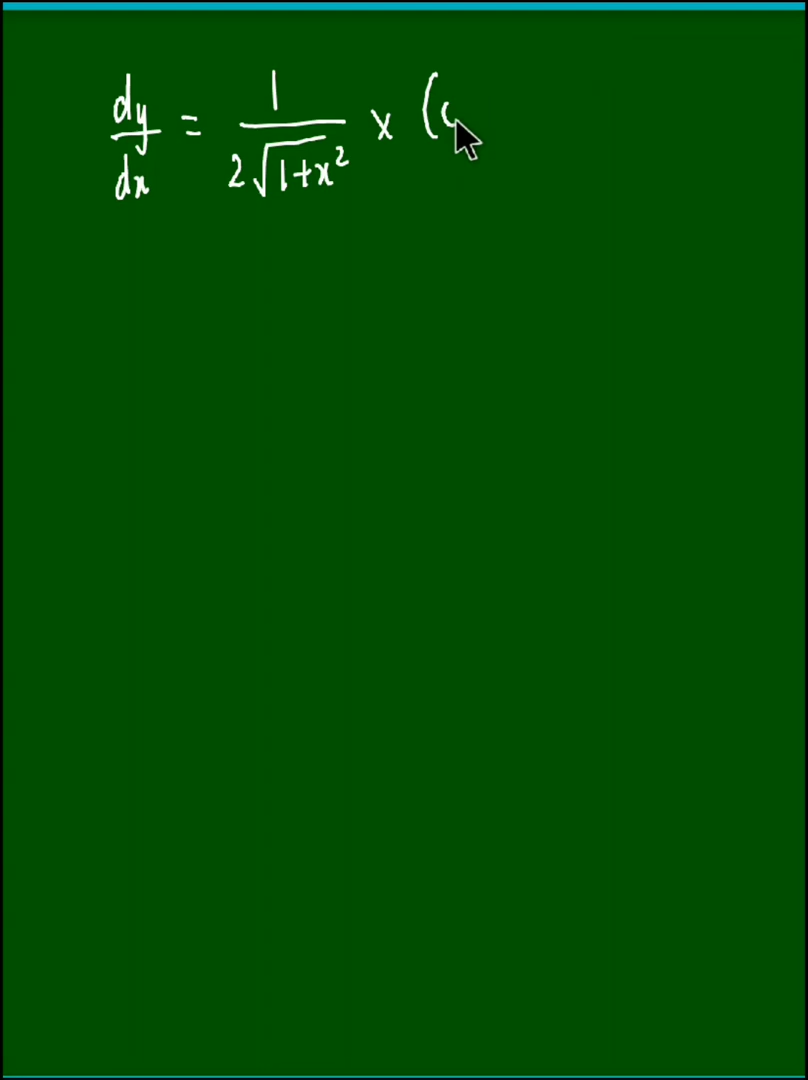 dy/dx = 1/(2√(1+x²)) × (